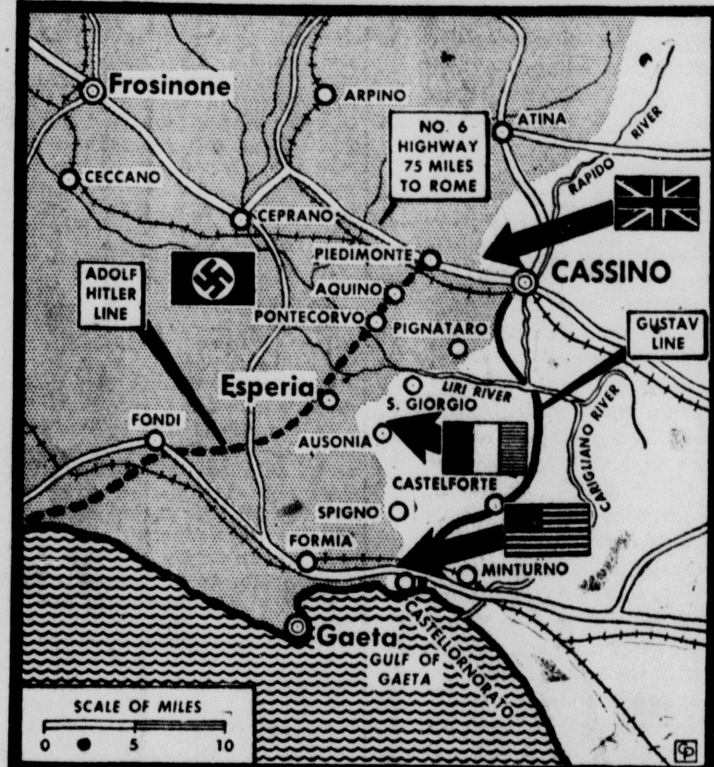 Frosinone
ARPINO
NO. 6
HIGHWAY
75 MILES
TO ROME
ATINA
RAPIDO RIVER
CECCANO
CEPRANO
PIEDIMONTE
CASSINO
ADOLF
HITLER
LINE
AQUINO
PONTECORVO
PIGNATARO
GUSTAV
LINE
Esperia
LIRI RIVER
S. GIORGIO
CARIGLIANO RIVER
FONDI
AUSONIA
CASTELFORTE
SPIGNO
FORMIA
MINTURNO
CASTELLORNORATO
Gaeta
GULF OF
GAETA
SCALE OF MILES
0 5 10
CP